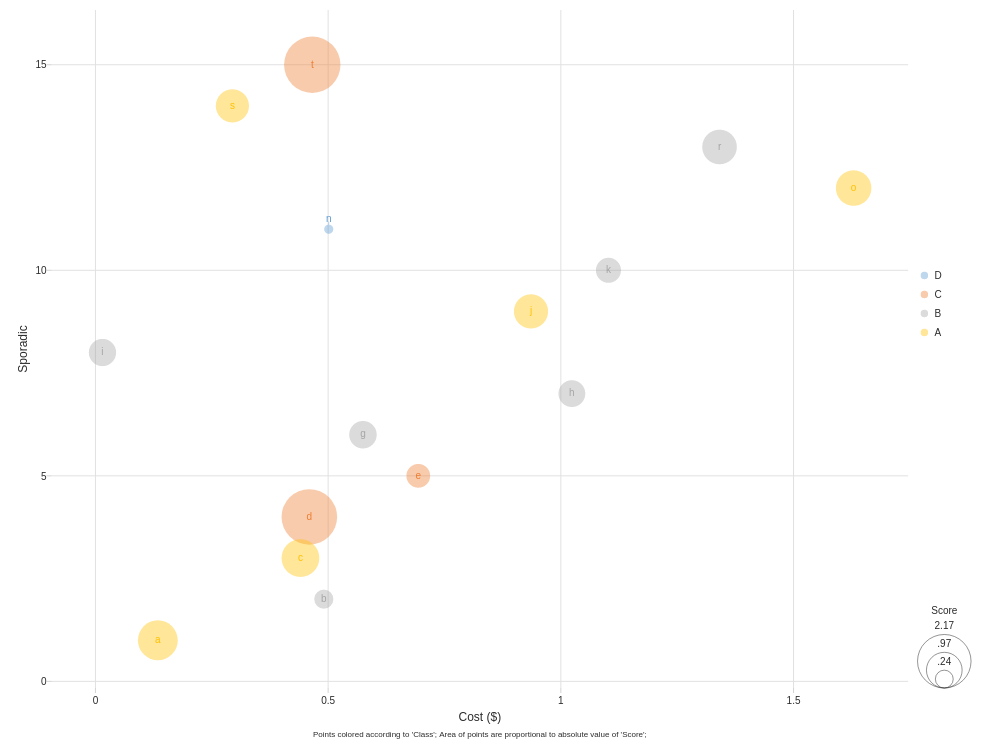 15
t
s
r
o
n
10
k
j
Sporadic
i
h
g
5
e
d
c
b
a
0
0
0.5
1
1.5
Cost ($)
Points colored according to 'Class'; Area of points are proportional to absolute value of 'Score';
D
C
B
A
Score
2.17
.97
.24